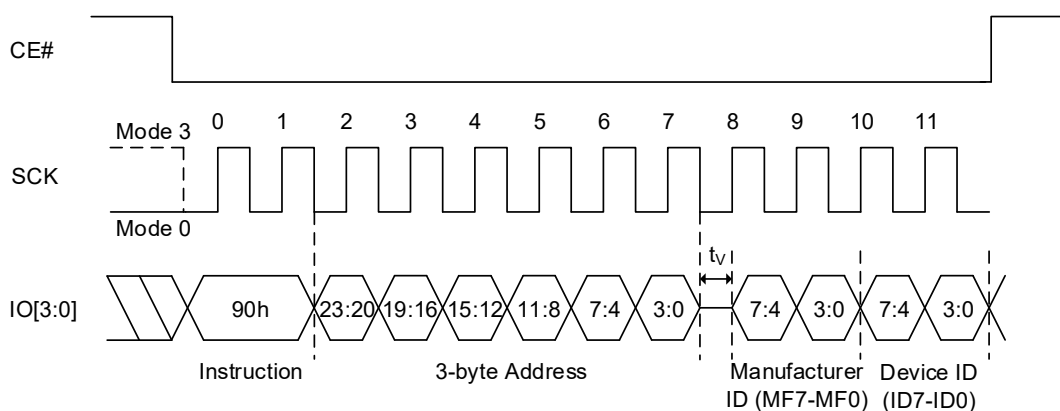 CE#
0 1 2 3 4 5 6 7 8 9 10 11
Mode 3
SCK
Mode 0
tV
IO[3:0] 90h 23:20 19:16 15:12 11:8 7:4 3:0 7:4 3:0 7:4 3:0
Instruction 3-byte Address Manufacturer Device ID
ID (MF7-MF0) (ID7-ID0)